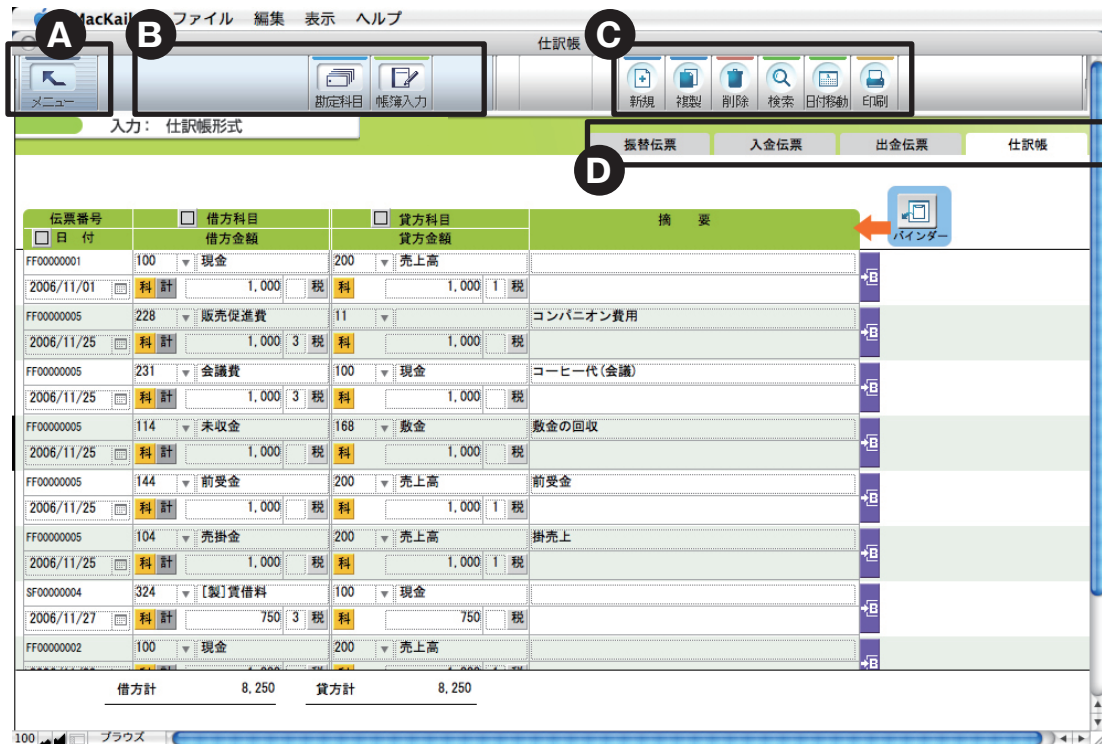 MacKai ファイル 編集 表示 ヘルプ
A B C
仕訳帳
メニュー 勘定科目 帳簿入力 新規 複製 削除 検索 日付移動 印刷
入力: 仕訳帳形式
振替伝票 入金伝票 出金伝票 仕訳帳
D
伝票番号 借方科目 貸方科目 摘 要
日 付 借方金額 貸方金額
バインダー
FF00000001 100 現金 200 売上高
2006/11/01 科 計 1,000 税 科 1,000 1 税
B
FF00000005 228 販売促進費 11 コンパニオン費用
2006/11/25 科 計 1,000 3 税 科 1,000 税
B
FF00000005 231 会議費 100 現金 コーヒー代(会議)
2006/11/25 科 計 1,000 3 税 科 1,000 税
B
FF00000005 114 未収金 168 敷金 敷金の回収
2006/11/25 科 計 1,000 税 科 1,000 税
B
FF00000005 144 前受金 200 売上高 前受金
2006/11/25 科 計 1,000 税 科 1,000 1 税
B
FF00000005 104 売掛金 200 売上高 掛売上
2006/11/25 科 計 1,000 税 科 1,000 1 税
B
SF00000004 324 [製]賃借料 100 現金
2006/11/27 科 計 750 3 税 科 750 税
B
FF00000002 100 現金 200 売上高
B
借方計 8,250 貸方計 8,250
100 ブラウズ